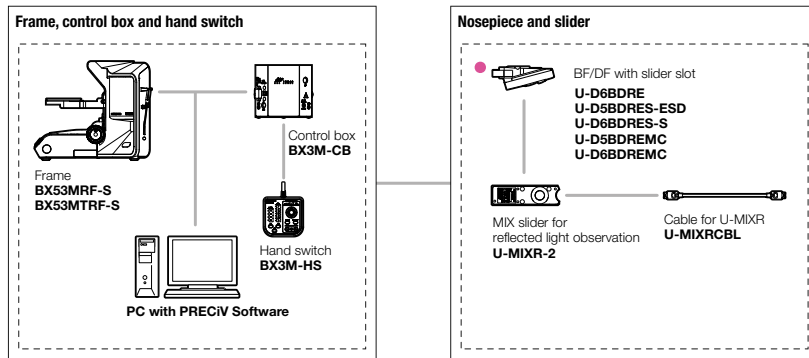 Frame, control box and hand switch
Frame
BX53MRF-S
BX53MTRF-S
Control box
BX3M-CB
Hand switch
BX3M-HS
PC with PRECiV Software
Nosepiece and slider
BF/DF with slider slot
U-D6BDRE
U-D5BDRES-ESD
U-D6BDRES-S
U-D5BDREMC
U-D6BDREMC
MIX slider for
reflected light observation
U-MIXR-2
Cable for U-MIXR
U-MIXRCBL